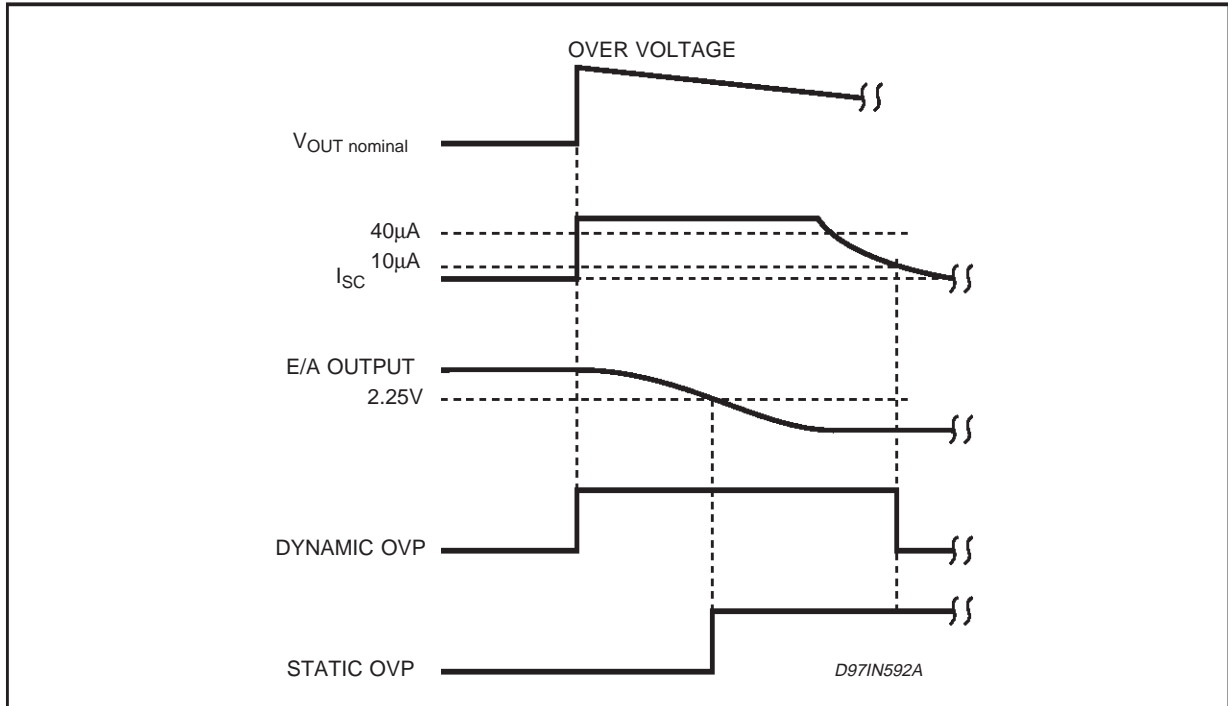 OVER VOLTAGE
VOUT nominal
40µA
10µA
ISC
E/A OUTPUT
2.25V
DYNAMIC OVP
STATIC OVP
D97IN592A